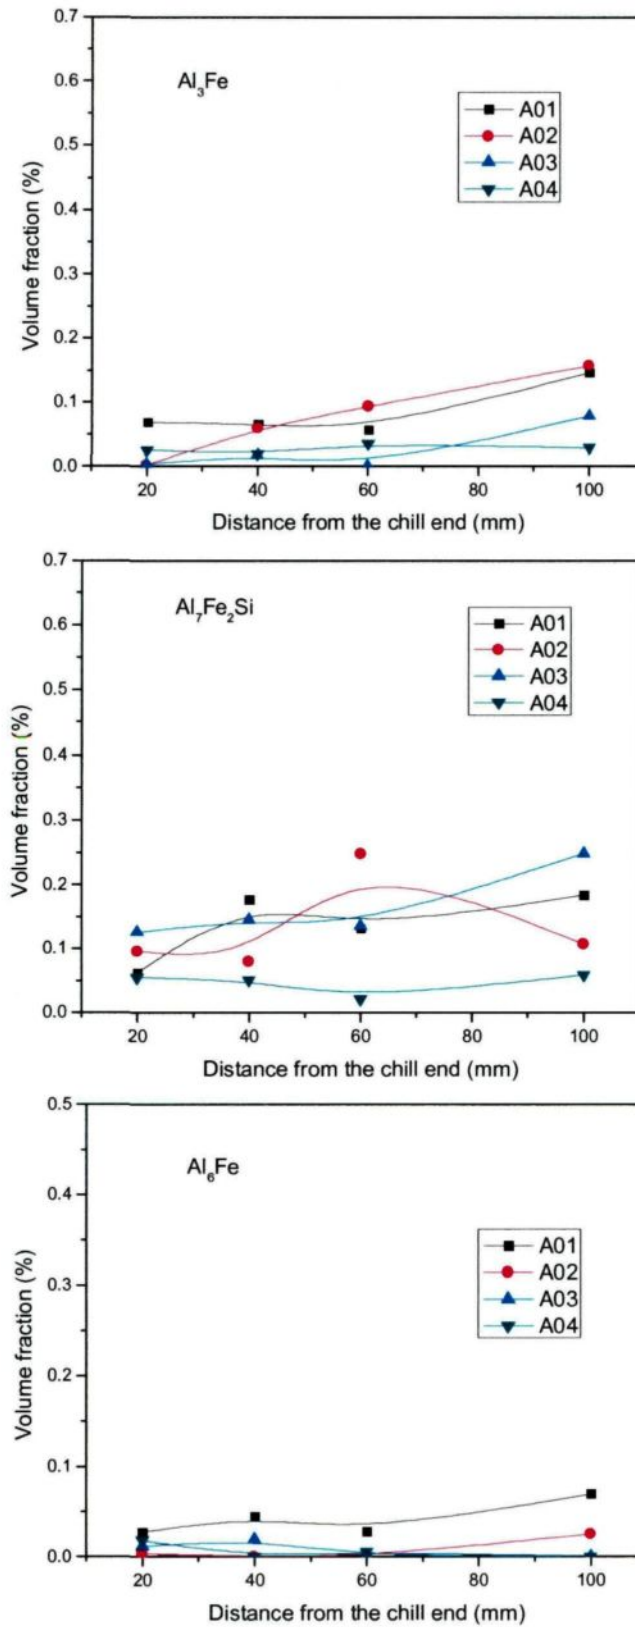 0.7
0.6
0.5
0.4
0.3
0.2
0.1
0.0
Volume fraction (%)
Al₃Fe
A01
A02
A03
A04
20 40 60 80 100
Distance from the chill end (mm)
0.7
0.6
0.5
0.4
0.3
0.2
0.1
0.0
Volume fraction (%)
Al₇Fe₂Si
A01
A02
A03
A04
20 40 60 80 100
Distance from the chill end (mm)
0.5
0.4
0.3
0.2
0.1
0.0
Volume fraction (%)
Al₆Fe
A01
A02
A03
A04
20 40 60 80 100
Distance from the chill end (mm)